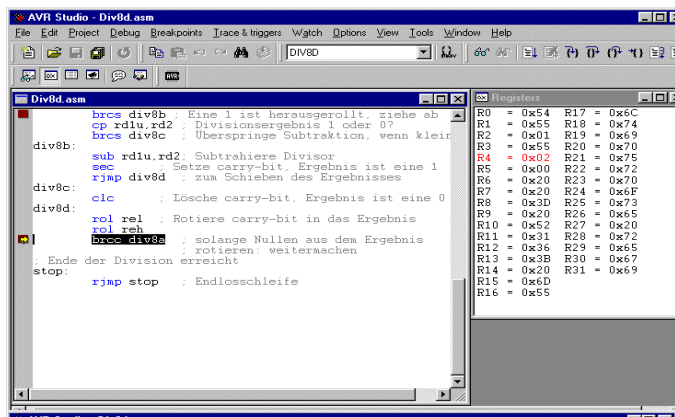 AVR Studio - Div8d.asm
File Edit Project Debug Breakpoints Trace & triggers Watch Options View Tools Window Help
DIV8D
AVR
Div8d.asm
brcs div8b ; Eine 1 ist herausgerollt, ziehe ab
cp rd1u,rd2 ; Divisionsergebnis 1 oder 0?
brcs div8c ; Überspringe Subtraktion, wenn klein
div8b:
sub rd1u,rd2; Subtrahiere Divisor
sec ; Setze carry-bit, Ergebnis ist eine 1
rjmp div8d ; zum Schieben des Ergebnisses
div8c:
clc ; Lösche carry-bit, Ergebnis ist eine 0
div8d:
rol rel ; Rotiere carry-bit in das Ergebnis
rol reh
brcc div8a ; solange Nullen aus dem Ergebnis
; rotieren: weitermachen
; Ende der Division erreicht
stop:
rjmp stop ; Endlosschleife
Registers
R0 = 0x54 R17 = 0x6C
R1 = 0x55 R18 = 0x74
R2 = 0x01 R19 = 0x69
R3 = 0x55 R20 = 0x70
R4 = 0x02 R21 = 0x75
R5 = 0x00 R22 = 0x72
R6 = 0x20 R23 = 0x70
R7 = 0x20 R24 = 0x6F
R8 = 0x3D R25 = 0x73
R9 = 0x20 R26 = 0x65
R10 = 0x52 R27 = 0x20
R11 = 0x31 R28 = 0x72
R12 = 0x36 R29 = 0x65
R13 = 0x3B R30 = 0x67
R14 = 0x20 R31 = 0x69
R15 = 0x6D
R16 = 0x55